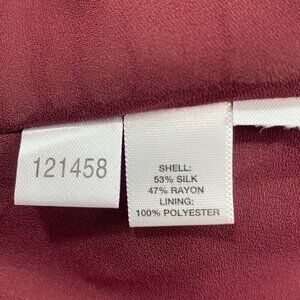 121458
SHELL:
53% SILK
47% RAYON
LINING:
100% POLYESTER